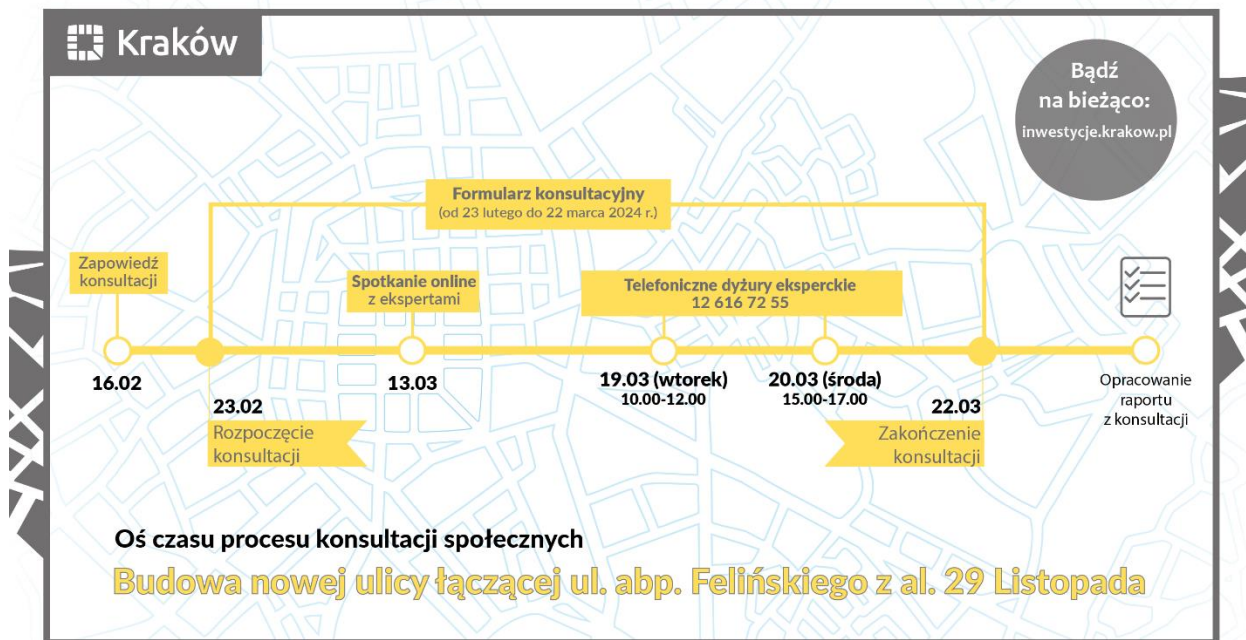 Kraków
Bądź
na bieżąco:
inwestycje.krakow.pl
Formularz konsultacyjny
(od 23 lutego do 22 marca 2024 r.)
Zapowiedź
konsultacji
Spotkanie online
z ekspertami
Telefoniczne dyżury eksperckie
12 616 72 55
16.02
23.02
Rozpoczęcie
konsultacji
13.03
19.03 (wtorek)
10.00-12.00
20.03 (środa)
15.00-17.00
22.03
Zakończenie
konsultacji
Opracowanie
raportu
z konsultacji
Oś czasu procesu konsultacji społecznych
Budowa nowej ulicy łączącej ul. abp. Felińskiego z al. 29 Listopada